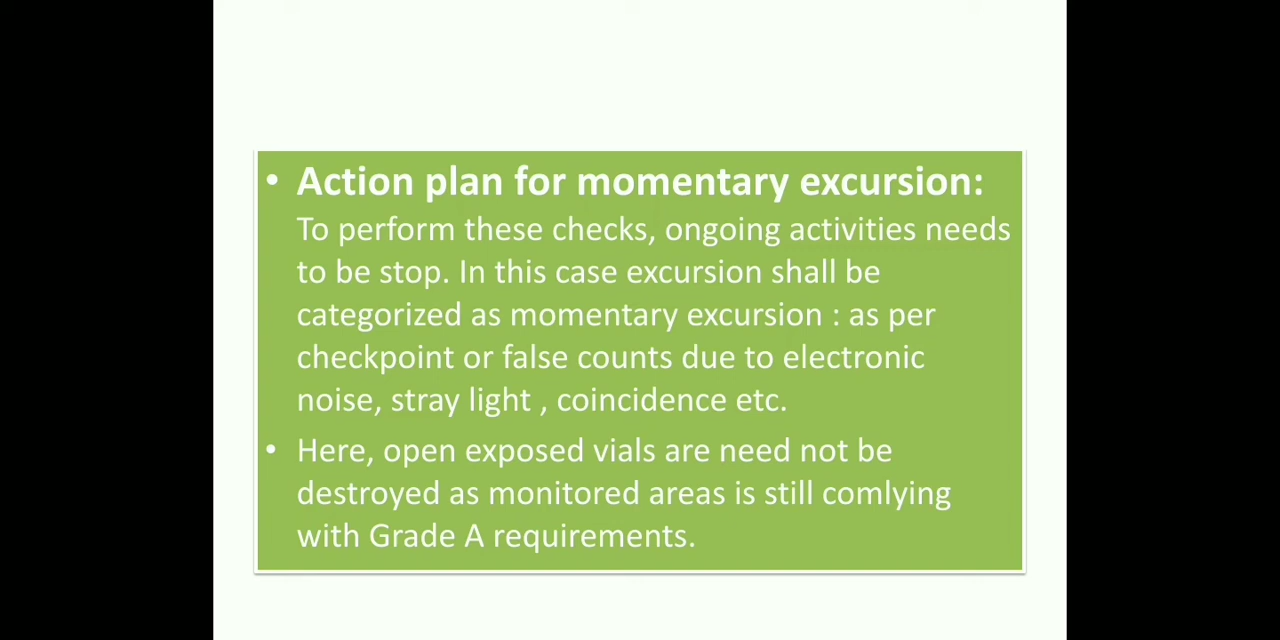 • Action plan for momentary excursion:
To perform these checks, ongoing activities needs
to be stop. In this case excursion shall be
categorized as momentary excursion : as per
checkpoint or false counts due to electronic
noise, stray light , coincidence etc.
• Here, open exposed vials are need not be
destroyed as monitored areas is still comlying
with Grade A requirements.